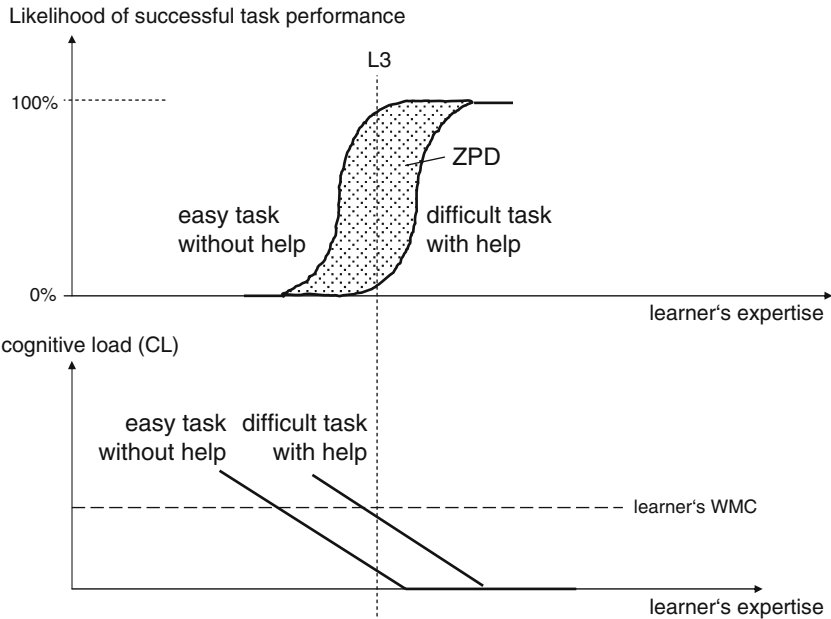 Likelihood of successful task performance
L3
100%
ZPD
easy task
without help
difficult task
with help
0%
learner‘s expertise
cognitive load (CL)
easy task
without help
difficult task
with help
learner‘s WMC
learner‘s expertise